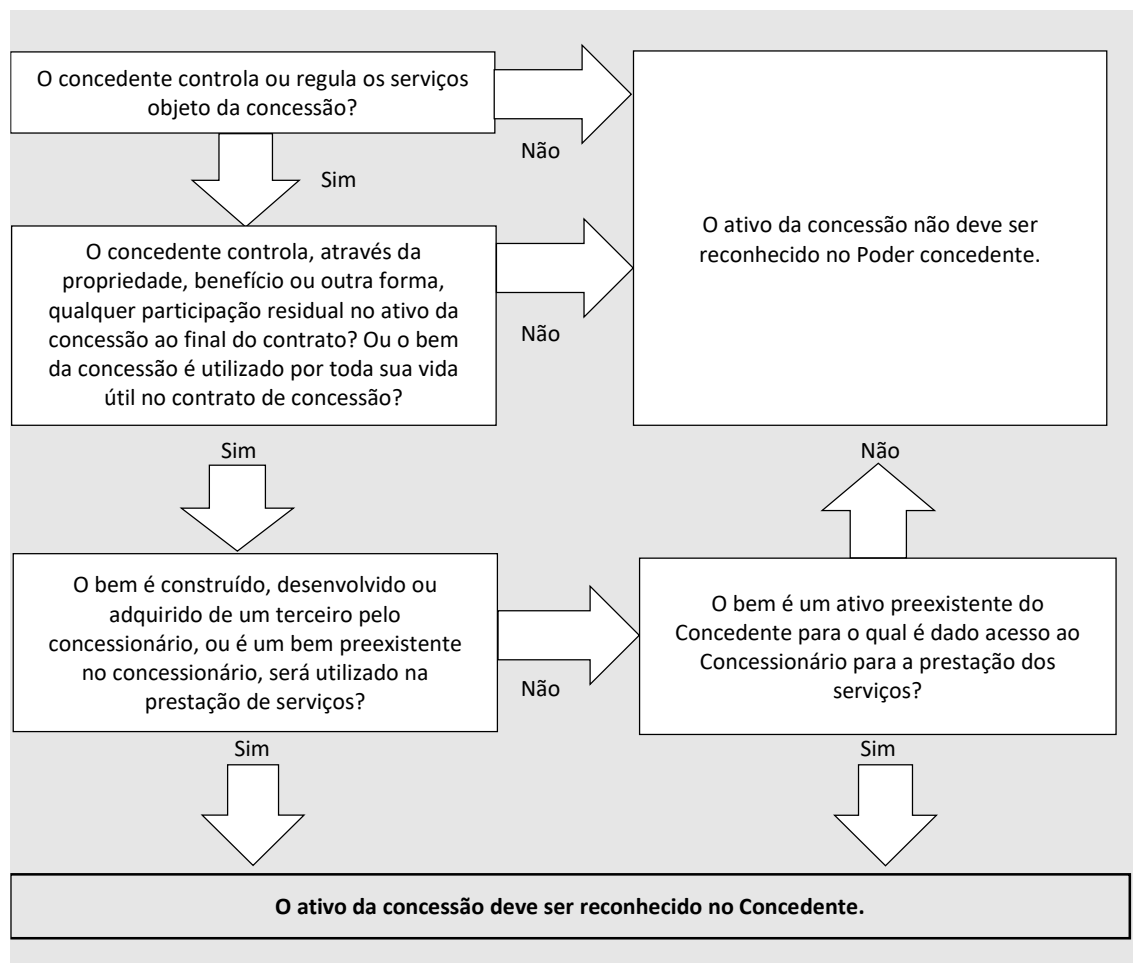 O concedente controla ou regula os serviços
objeto da concessão?
Não
Sim
O ativo da concessão não deve ser
reconhecido no Poder concedente.
O concedente controla, através da
propriedade, benefício ou outra forma,
qualquer participação residual no ativo da
concessão ao final do contrato? Ou o bem
da concessão é utilizado por toda sua vida
útil no contrato de concessão?
Não
Sim
Não
O bem é construído, desenvolvido ou
adquirido de um terceiro pelo
concessionário, ou é um bem preexistente
no concessionário, será utilizado na
prestação de serviços?
Não
O bem é um ativo preexistente do
Concedente para o qual é dado acesso ao
Concessionário para a prestação dos
serviços?
Sim
Sim
O ativo da concessão deve ser reconhecido no Concedente.